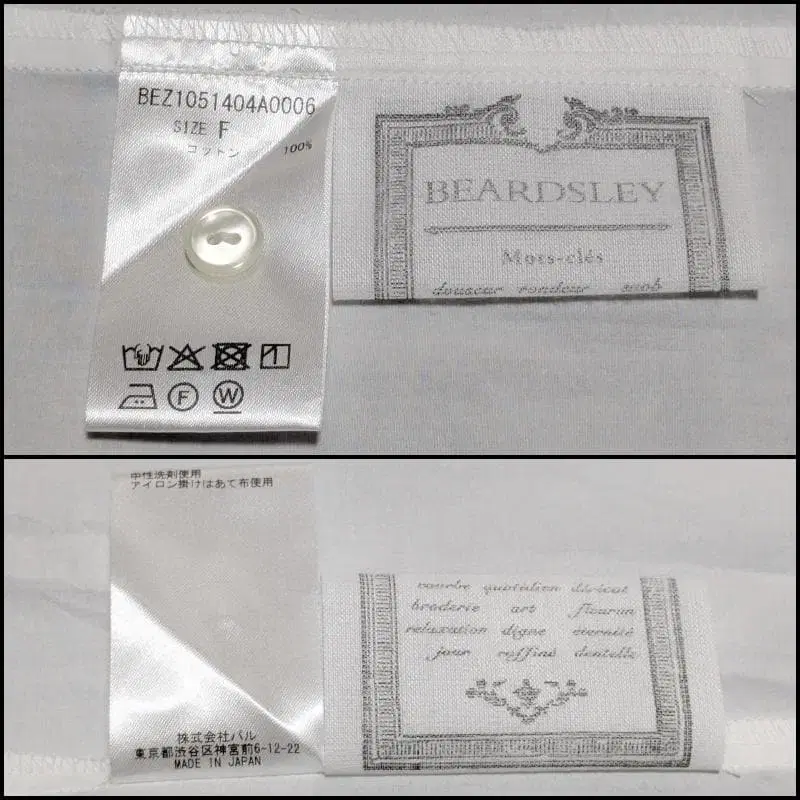 BEZ1051404A0006
SIZE F
コットン 100%
BEARDSLEY
Mots-clés
douceur rondeur snob
F W
中性洗剤使用
アイロン掛けはあて布使用
courbe quotidien délicat
broderie art fleurun
relaxation digne éternité
jour raffiné dentelle
株式会社パル
東京都渋谷区神宮前6-12-22
MADE IN JAPAN